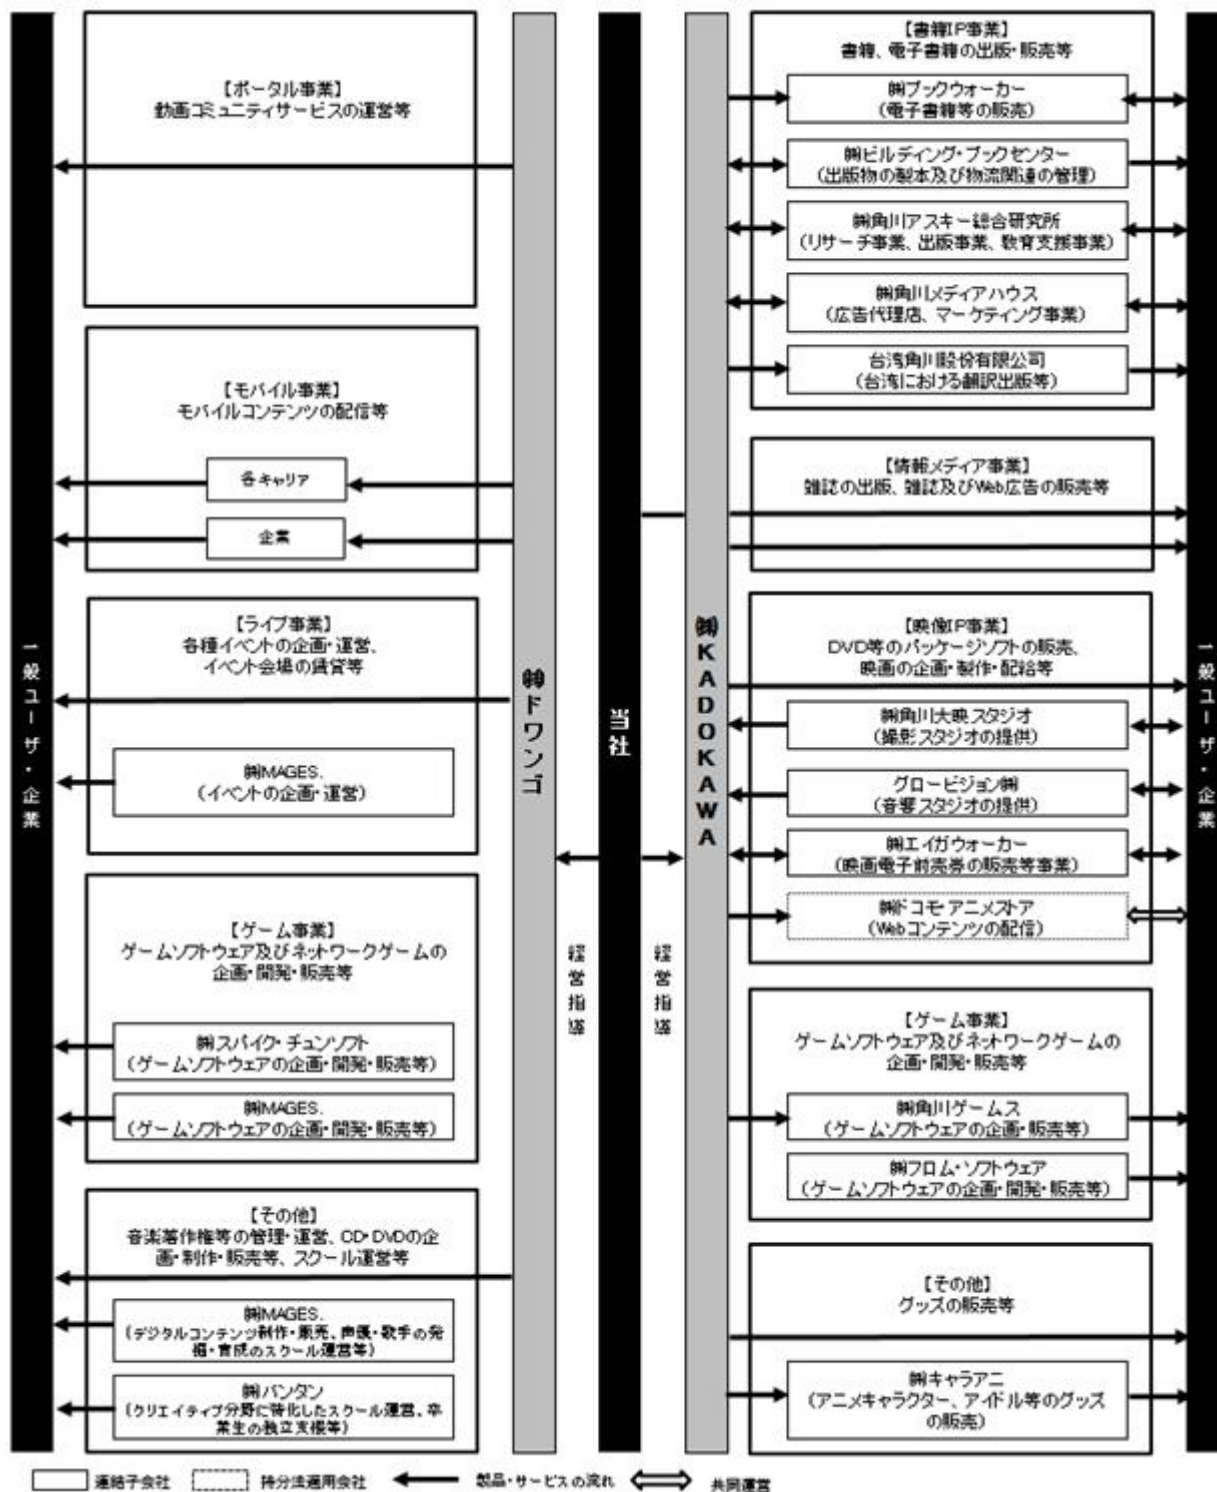 一般ユーザ・企業
【ポータル事業】
動画コミュニティサービスの運営等
【モバイル事業】
モバイルコンテンツの配信等
各キャリア
企業
【ライブ事業】
各種イベントの企画・運営、
イベント会場の賃貸等
㈱MAGES.
(イベントの企画・運営)
【ゲーム事業】
ゲームソフトウェア及びネットワークゲームの
企画・開発・販売等
㈱スパイク・チュンソフト
(ゲームソフトウェアの企画・開発・販売等)
㈱MAGES.
(ゲームソフトウェアの企画・開発・販売等)
【その他】
音楽著作権等の管理・運営、CD・DVDの企
画・制作・販売等、スクール運営等
㈱MAGES.
(デジタルコンテンツ制作・販売、声優・歌手の発
掘・育成のスクール運営等)
㈱バンタン
(クリエイティブ分野に特化したスクール運営、卒
業生の独立支援等)
㈱ドワンゴ
経営指導
当社
経営指導
㈱KADOKAWA
【書籍IP事業】
書籍、電子書籍の出版・販売等
㈱ブックウォーカー
(電子書籍等の販売)
㈱ビルディング・ブックセンター
(出版物の製本及び物流関連の管理)
㈱角川アスキー総合研究所
(リサーチ事業、出版事業、教育支援事業)
㈱角川メディアハウス
(広告代理店、マーケティング事業)
台湾角川股份有限公司
(台湾における翻訳出版等)
【情報メディア事業】
雑誌の出版、雑誌及びWeb広告の販売等
【映像IP事業】
DVD等のパッケージソフトの販売、
映画の企画・製作・配給等
㈱角川大映スタジオ
(撮影スタジオの提供)
グロービジョン㈱
(音響スタジオの提供)
㈱エイガウォーカー
(映画電子前売券の販売等事業)
㈱ドコモ・アニメストア
(Webコンテンツの配信)
【ゲーム事業】
ゲームソフトウェア及びネットワークゲームの
企画・開発・販売等
㈱角川ゲームス
(ゲームソフトウェアの企画・販売等)
㈱フロム・ソフトウェア
(ゲームソフトウェアの企画・開発・販売等)
【その他】
グッズの販売等
㈱キャラアニ
(アニメキャラクター、アイドル等のグッズ
の販売)
一般ユーザ・企業
連結子会社 持分法適用会社 製品・サービスの流れ 共同運営